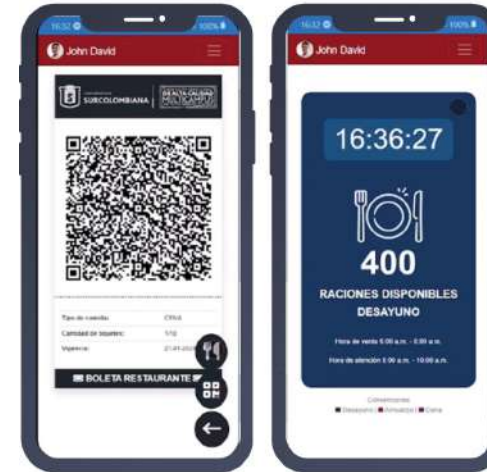 16:32
100%
John David
SURCOLOMBIANA
DE ALTA CALIDAD
MULTICAMPUS
Tipo de comida: CENA
Cantidad de tiquetes: 1/10
Vigencia:
BOLETA RESTAURANTE
16:32
100%
John David
16:36:27
400
RACIONES DISPONIBLES
DESAYUNO
Hora de venta 6:00 a.m. - 8:00 a.m.
Hora de atención 6:00 a.m. - 10:00 a.m.
Convenciones
Desayuno | Almuerzo | Cena